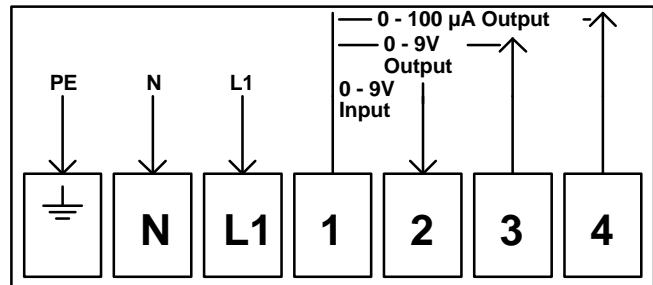 0 - 100 µA Output
0 - 9V
Output
PE N L1
0 - 9V
Input
N L1 1 2 3 4